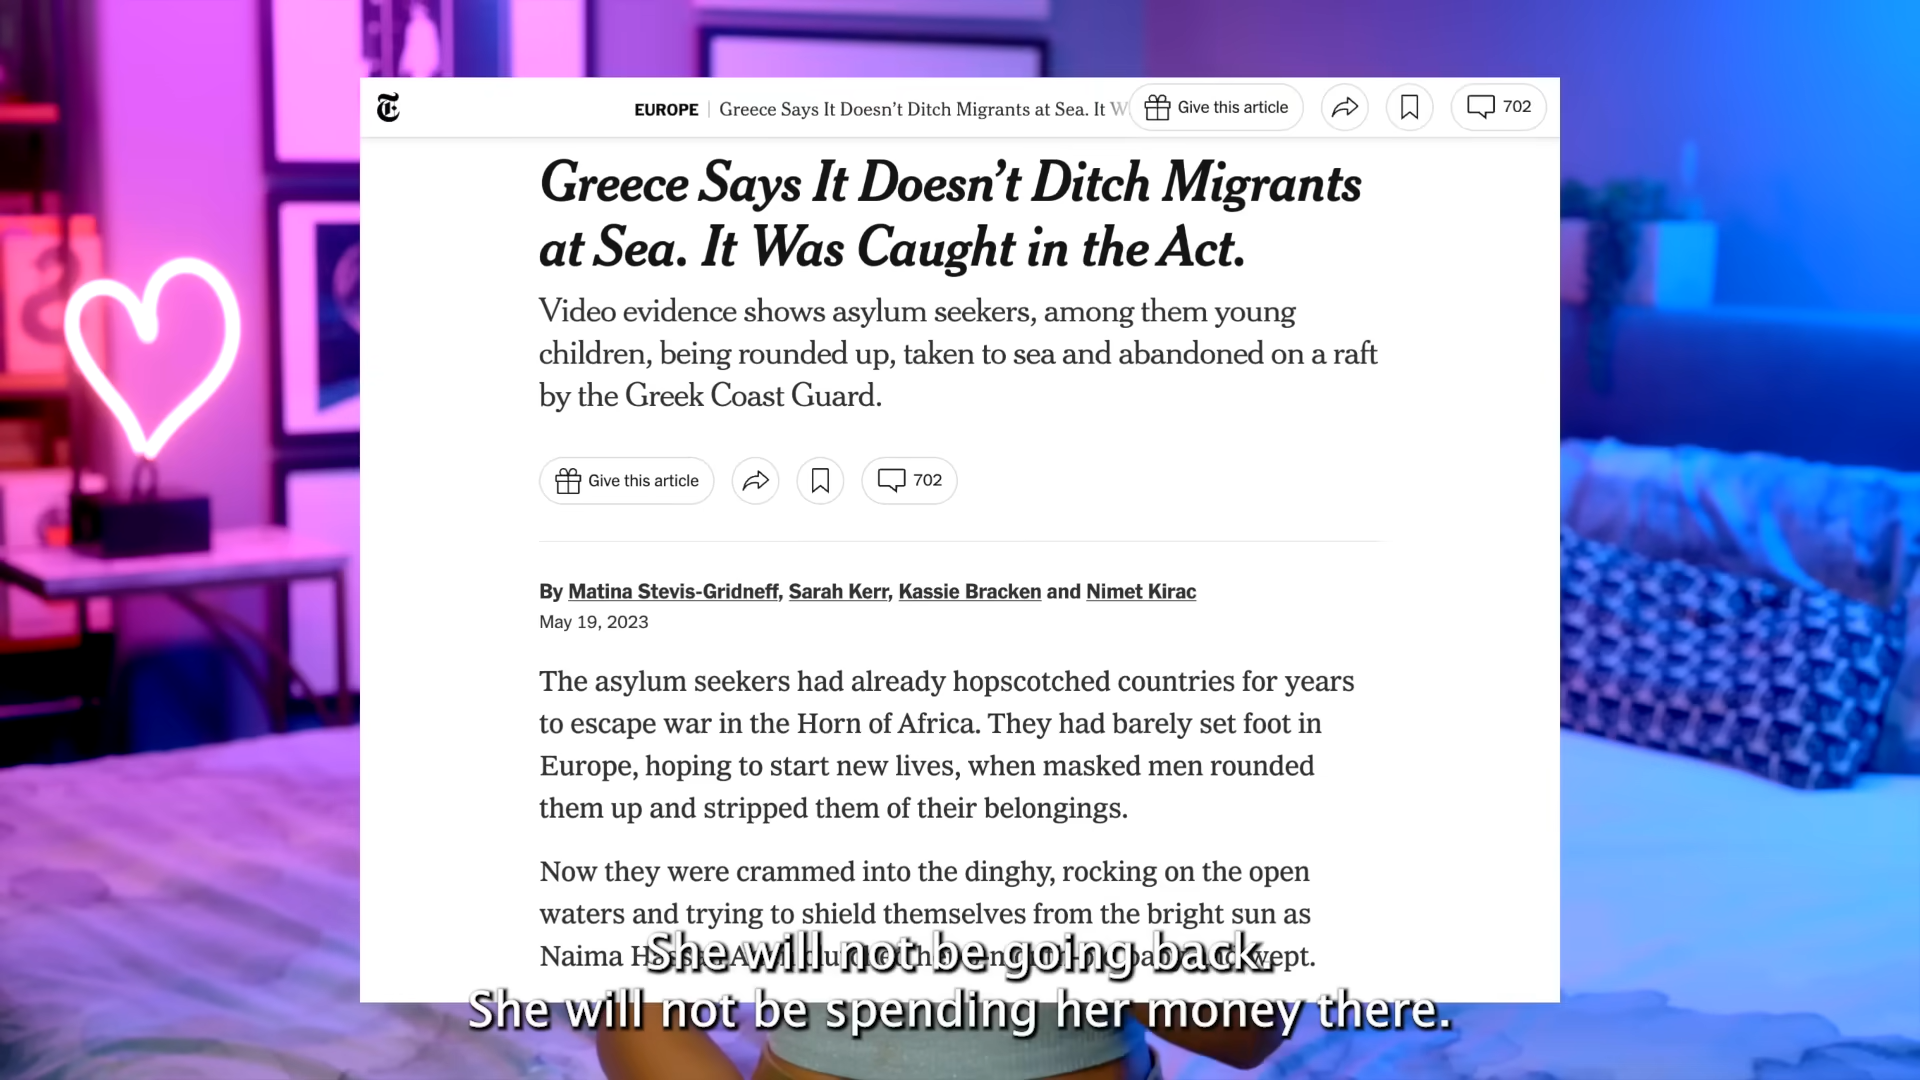 EUROPE | Greece Says It Doesn't Ditch Migrants at Sea. It W
Give this article
702
Greece Says It Doesn't Ditch Migrants
at Sea. It Was Caught in the Act.
Video evidence shows asylum seekers, among them young
children, being rounded up, taken to sea and abandoned on a raft
by the Greek Coast Guard.
Give this article
702
By Matina Stevis-Gridneff, Sarah Kerr, Kassie Bracken and Nimet Kirac
May 19, 2023
The asylum seekers had already hopscotched countries for years
to escape war in the Horn of Africa. They had barely set foot in
Europe, hoping to start new lives, when masked men rounded
them up and stripped them of their belongings.
Now they were crammed into the dinghy, rocking on the open
waters and trying to shield themselves from the bright sun as
Naima wept.
She will not be going back.
She will not be spending her money there.